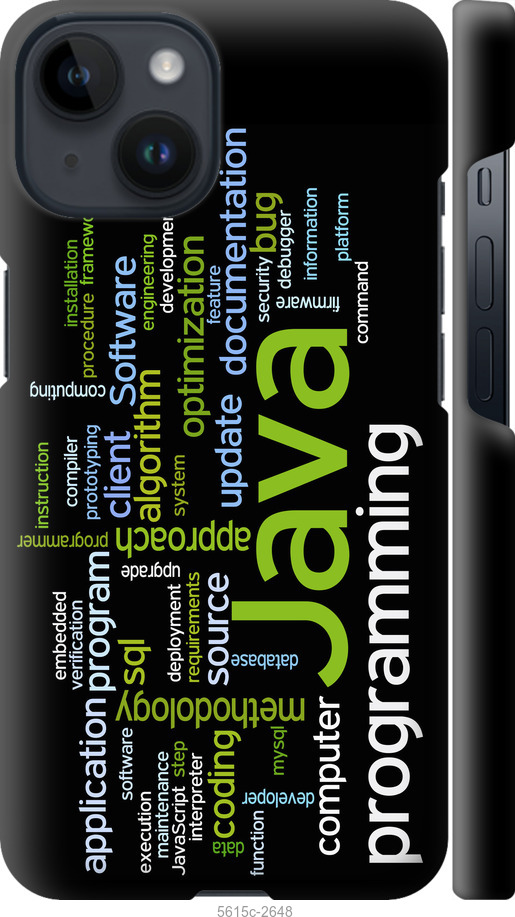 installation
procedure framewo
computing
Software
engineering
developmen
optimization
feature
documentation
bug
security
debugger
information
platform
firmware
command
instruction
compiler
prototyping
client
algorithm
system
update
Java
programmer
approach
upgrade
embedded
verification
program
sql
deployment
requirements
source
database
methodology
application
software
execution
maintenance
JavaScript
step
interpreter
coding
data
function
developer
mysql
computer
programming
5615c-2648